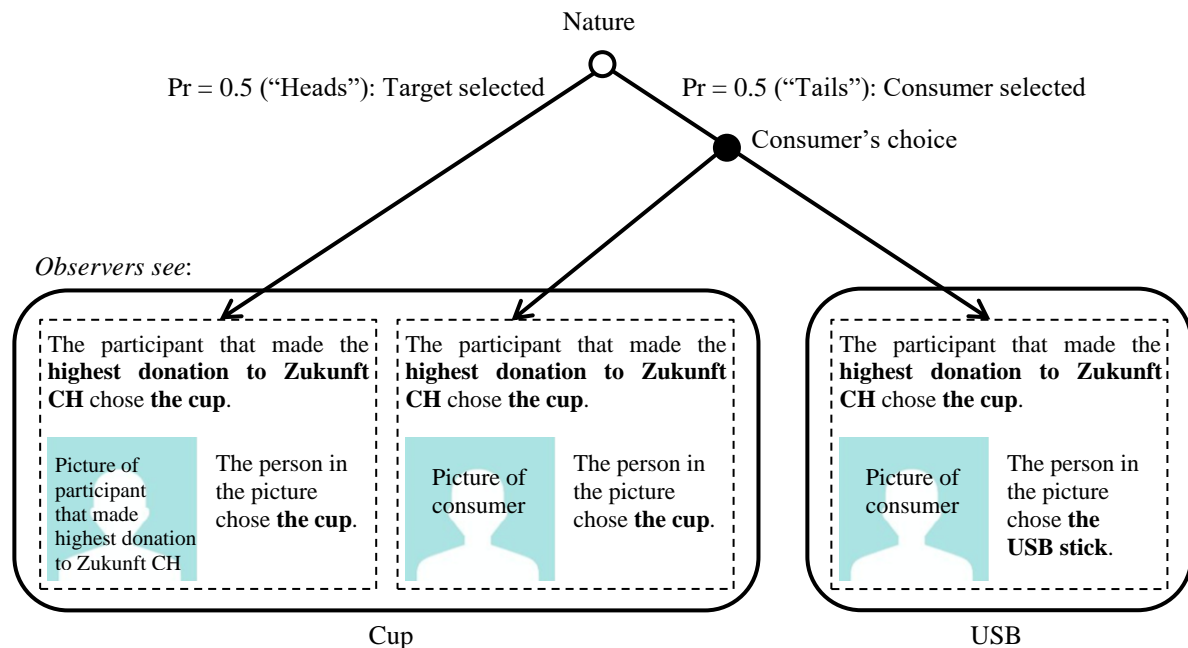 Nature
Pr = 0.5 (“Heads”): Target selected
Pr = 0.5 (“Tails”): Consumer selected
Consumer’s choice
Observers see:
The participant that made the
highest donation to Zukunft
CH chose the cup.
Picture of
participant
that made
highest donation
to Zukunft CH
The person in
the picture
chose the cup.
The participant that made the
highest donation to Zukunft
CH chose the cup.
Picture of
consumer
The person in
the picture
chose the cup.
The participant that made the
highest donation to Zukunft
CH chose the cup.
Picture of
consumer
The person in
the picture
chose the
USB stick.
Cup
USB